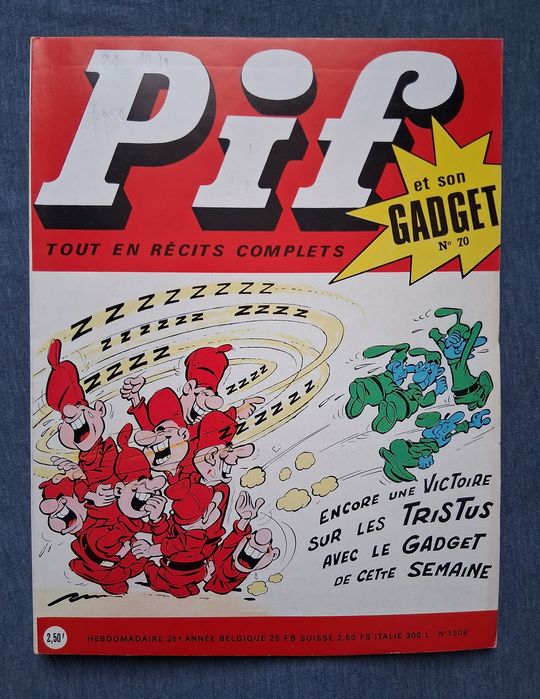 Pif
et son
GADGET
N° 70
TOUT EN RÉCITS COMPLETS
ZZZZZZZZZ
ZZZZZZ
ZZZZ
ZZZZ
ZZZZ
ZZZZZ
ENCORE UNE VICTOIRE
SUR LES TRISTUS
AVEC LE GADGET
DE CETTE SEMAINE
2,50 F
HEBDOMADAIRE 26e ANNÉE BELGIQUE 25 FB SUISSE 2,50 FS ITALIE 300 L N° 1308